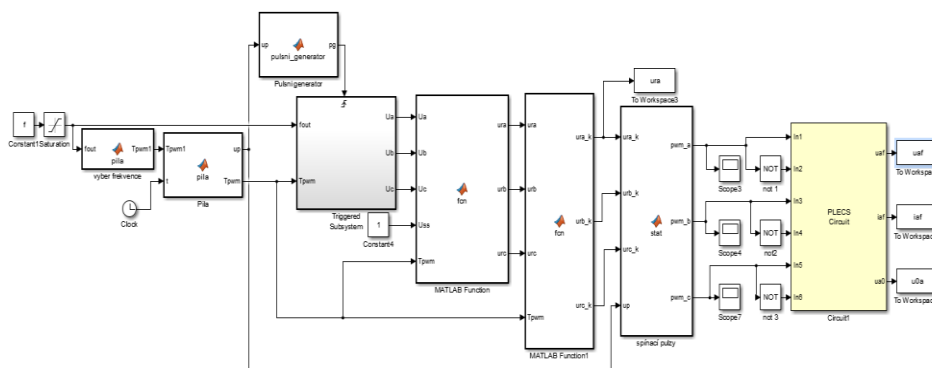 up
pulsni_generator
pg
Pulsni generator
ura
To Workspace3
f
Constant1
Saturation
fout
pila
Tpwm1
vyber frekvence
Tpwm1
t
pila
up
Tpwm
Pila
Clock
fout
Tpwm
Ua
Ub
Uc
Triggered
Subsystem
1
Constant4
Ua
Ub
Uc
Uss
Tpwm
fcn
ura
urb
urc
MATLAB Function
ura
urb
urc
Tpwm
fcn
ura_k
urb_k
urc_k
MATLAB Function1
ura_k
urb_k
urc_k
up
stat
pwm_a
pwm_b
pwm_c
spínací pulzy
Scope3
NOT
not 1
Scope4
NOT
not2
Scope7
NOT
not 3
In1
In2
In3
In4
In5
In6
PLECS
Circuit
uaf
iaf
ua0
Circuit1
uaf
To Workspac
iaf
To Workspac
u0a
To Workspac